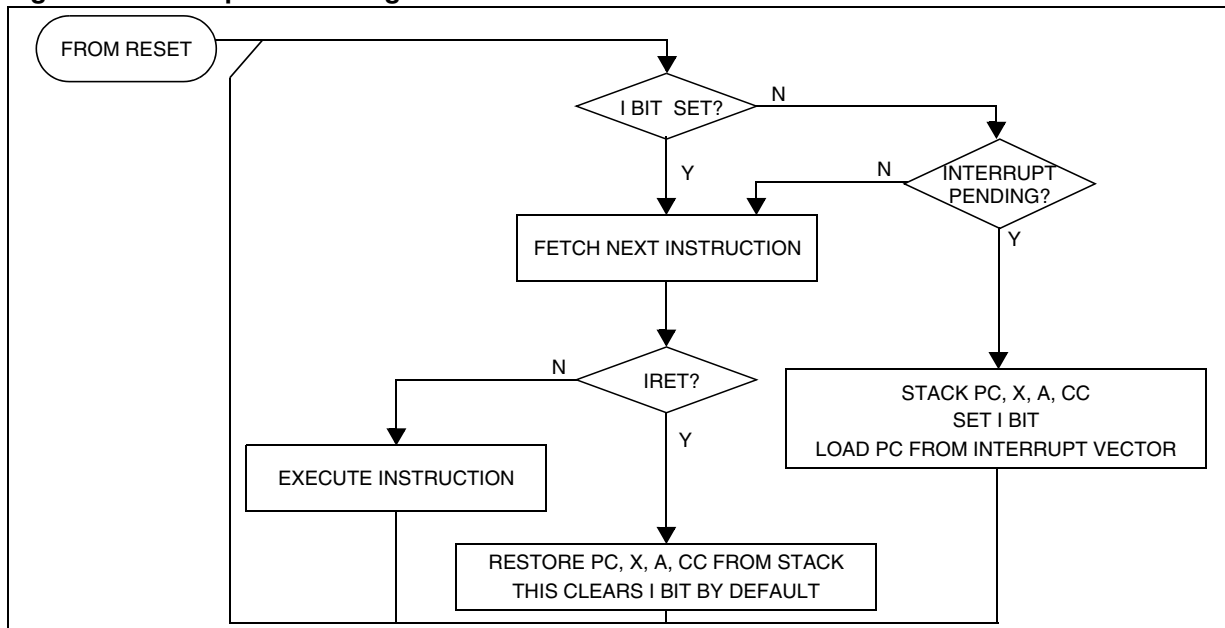 FROM RESET
I BIT SET?
N
Y
N
INTERRUPT
PENDING?
Y
FETCH NEXT INSTRUCTION
N
IRET?
Y
STACK PC, X, A, CC
SET I BIT
LOAD PC FROM INTERRUPT VECTOR
EXECUTE INSTRUCTION
RESTORE PC, X, A, CC FROM STACK
THIS CLEARS I BIT BY DEFAULT